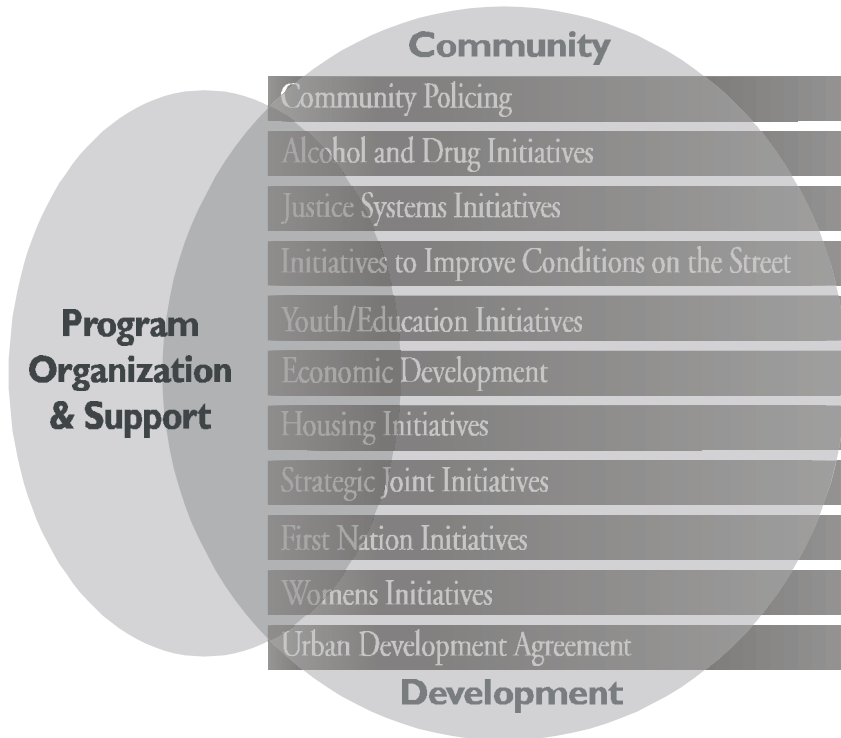 Community
Community Policing
Alcohol and Drug Initiatives
Justice Systems Initiatives
Initiatives to Improve Conditions on the Street
Youth/Education Initiatives
Economic Development
Housing Initiatives
Strategic Joint Initiatives
First Nation Initiatives
Womens Initiatives
Urban Development Agreement
Development
Program
Organization
& Support